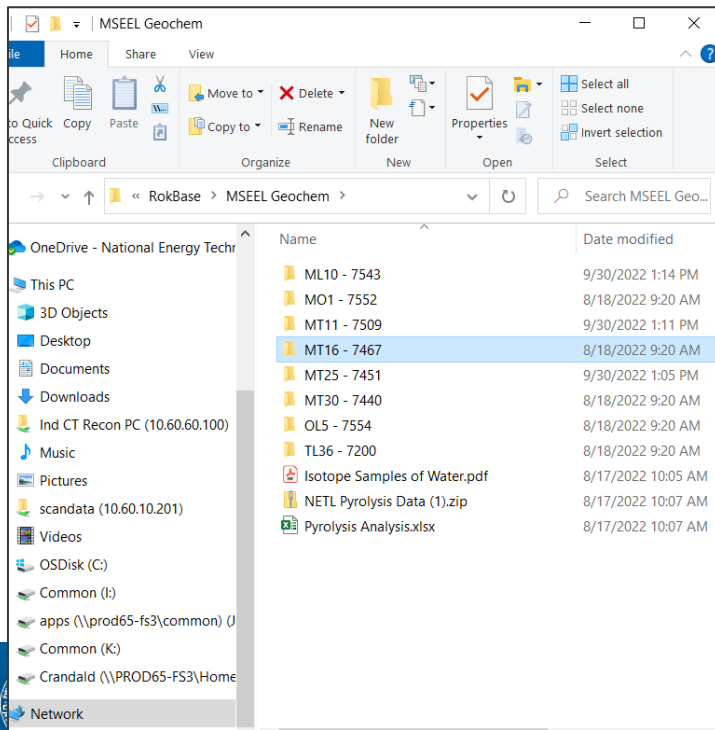 MSEEL Geochem
ile Home Share View
to Quick
ccess
Copy Paste
Move to Delete
Copy to Rename
New
folder
Properties
Select all
Select none
Invert selection
Clipboard Organize New Open Select
« RokBase > MSEEL Geochem >
Search MSEEL Geo...
Name Date modified
OneDrive - National Energy Techr
This PC
3D Objects
Desktop
Documents
Downloads
Ind CT Recon PC (10.60.60.100)
Music
Pictures
scandata (10.60.10.201)
Videos
OSDisk (C:)
Common (I:)
apps (\\prod65-fs3\common) (J
Common (K:)
Crandald (\\PROD65-FS3\Home
Network
ML10 - 7543 9/30/2022 1:14 PM
MO1 - 7552 8/18/2022 9:20 AM
MT11 - 7509 9/30/2022 1:11 PM
MT16 - 7467 8/18/2022 9:20 AM
MT25 - 7451 9/30/2022 1:05 PM
MT30 - 7440 8/18/2022 9:20 AM
OL5 - 7554 8/18/2022 9:20 AM
TL36 - 7200 8/18/2022 9:20 AM
Isotope Samples of Water.pdf 8/17/2022 10:05 AM
NETL Pyrolysis Data (1).zip 8/17/2022 10:07 AM
Pyrolysis Analysis.xlsx 8/17/2022 10:07 AM